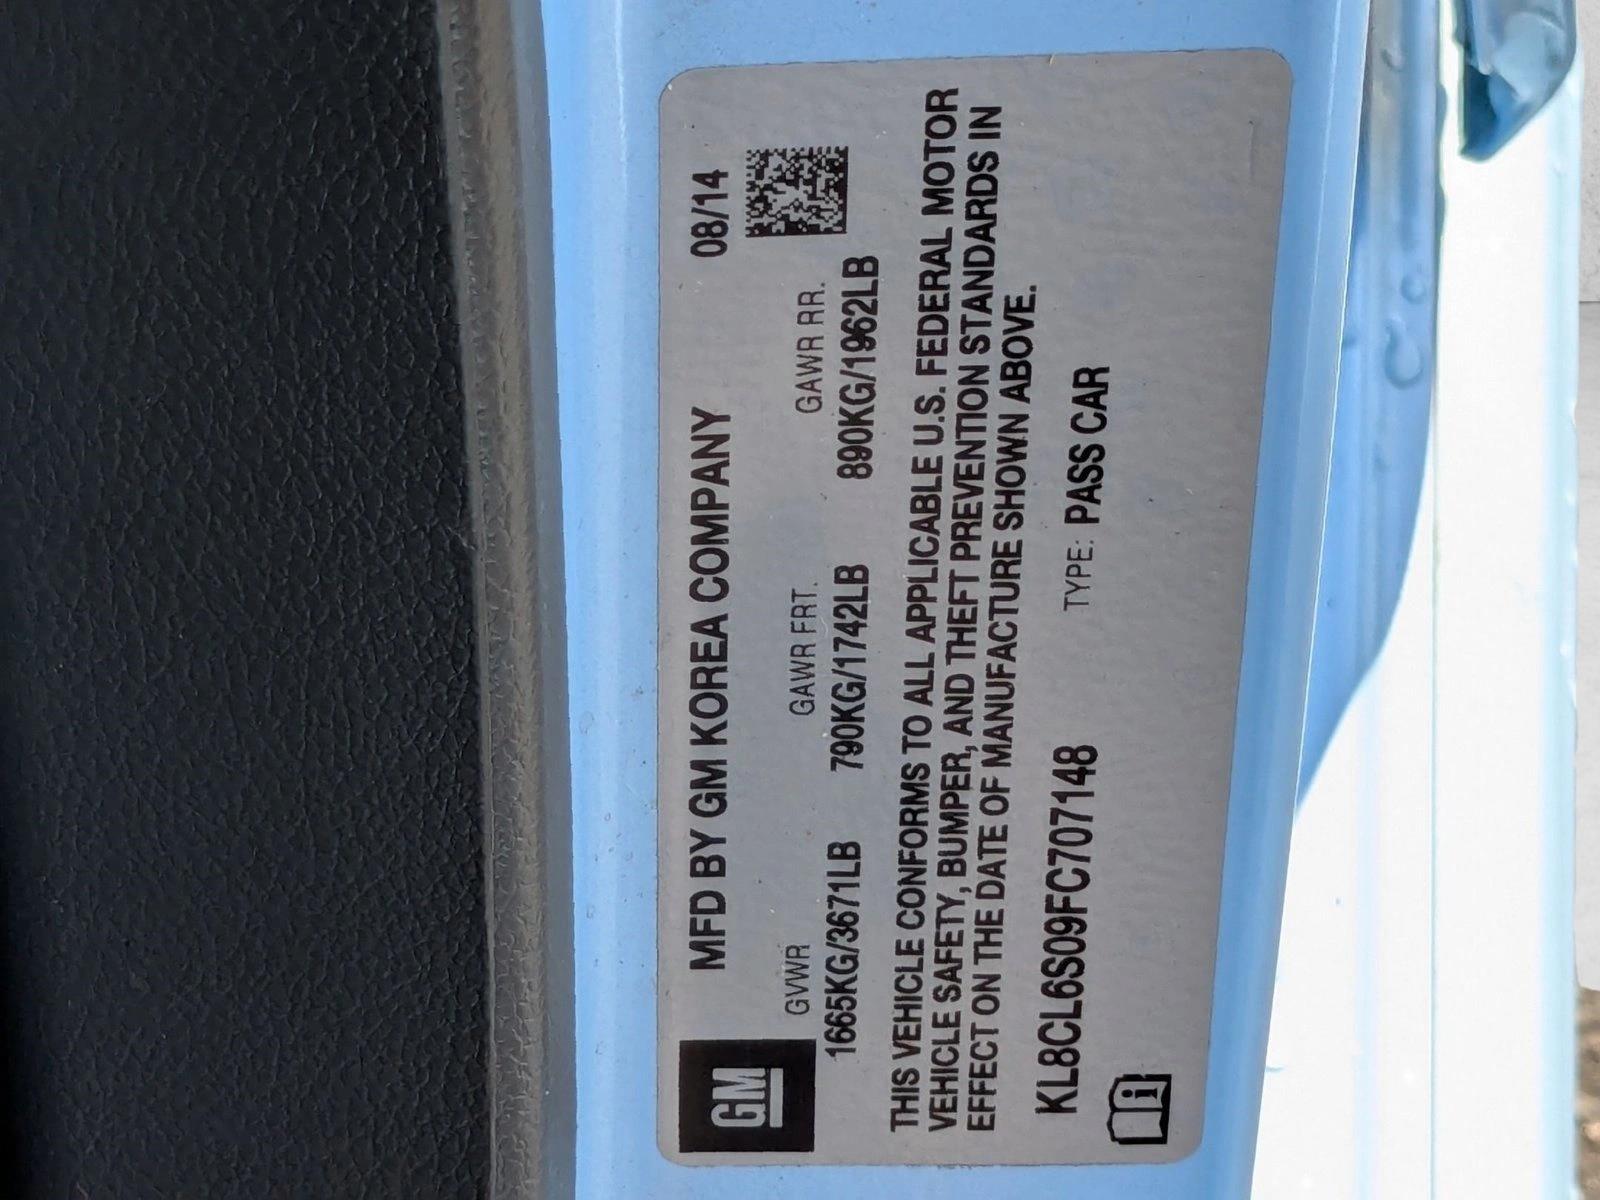 GM
MFD BY GM KOREA COMPANY 08/14
GVWR GAWR FRT. GAWR RR.
1665KG/3671LB 790KG/1742LB 890KG/1962LB
THIS VEHICLE CONFORMS TO ALL APPLICABLE U.S. FEDERAL MOTOR
VEHICLE SAFETY, BUMPER, AND THEFT PREVENTION STANDARDS IN
EFFECT ON THE DATE OF MANUFACTURE SHOWN ABOVE.
KL8CL6S09FC707148 TYPE: PASS CAR
i